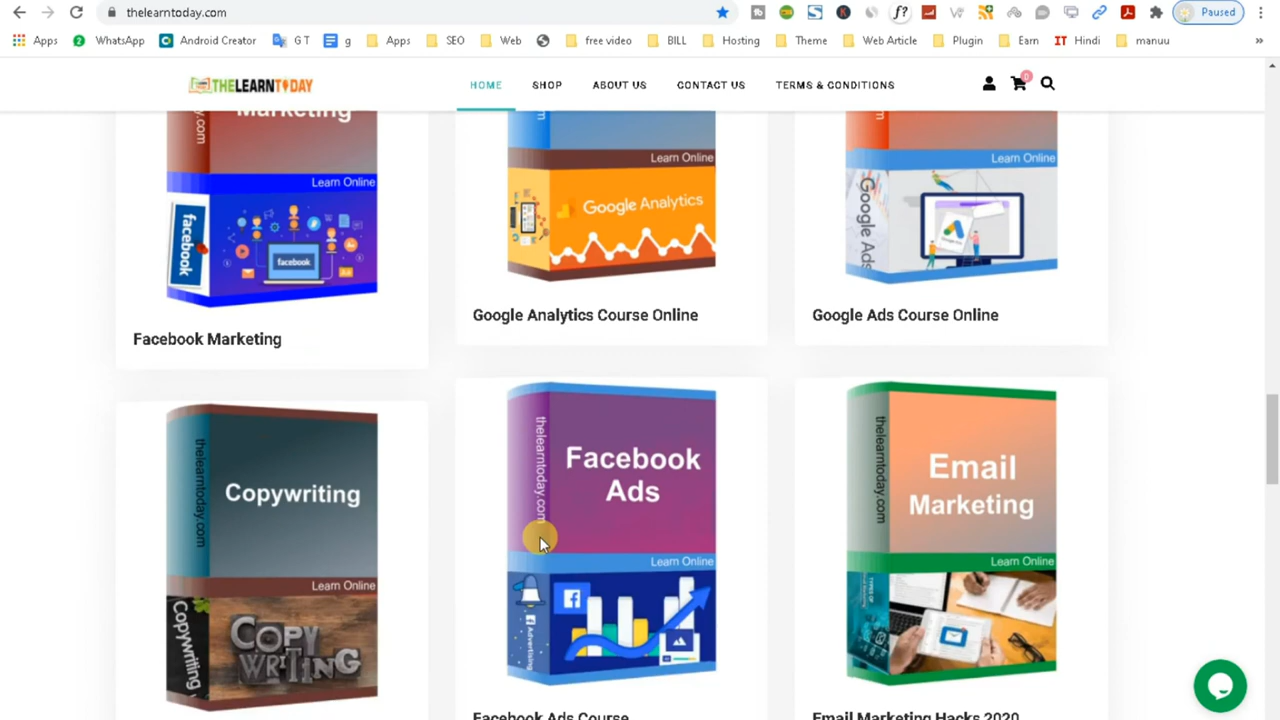 thelearntoday.com
Paused
Apps
WhatsApp
Android Creator
G T
g
Apps
SEO
Web
free video
BILL
Hosting
Theme
Web Article
Plugin
Earn
IT Hindi
manuu
»
THELEARNTODAY
HOME
SHOP
ABOUT US
CONTACT US
TERMS & CONDITIONS
0
Marketing
.com
Learn Online
facebook
facebook
Facebook Marketing
Learn Online
Google Analytics
Google Analytics Course Online
Learn Online
Google Ads
Google Ads Course Online
thelearntoday.com
Copywriting
Learn Online
Copywriting
COPY
WRITING
thelearntoday.com
Facebook
Ads
Learn Online
Advertising
Facebook Ads Course
thelearntoday.com
Email
Marketing
Learn Online
Email Marketing Hacks 2020